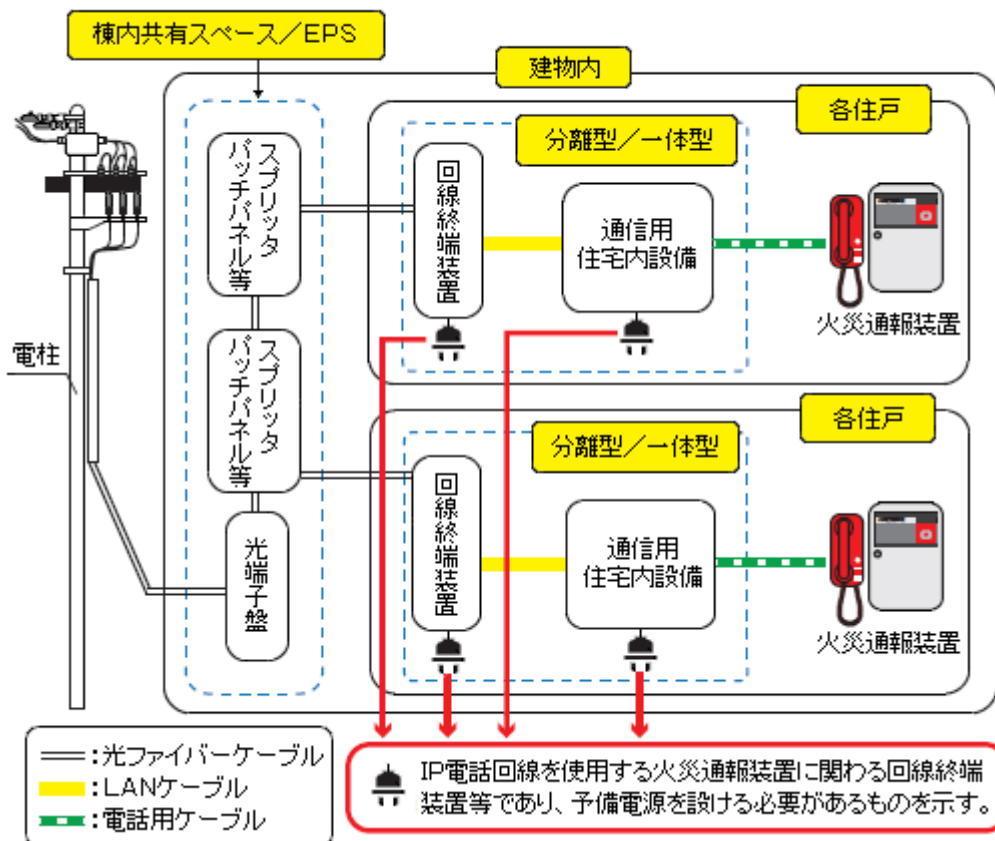 棟内共有スペース／EPS
建物内
各住戸
分離型／一体型
スプリッタ
パッチパネル等
回線終端装置
通信用
住宅内設備
火災通報装置
電柱
スプリッタ
パッチパネル等
各住戸
分離型／一体型
回線終端装置
通信用
住宅内設備
火災通報装置
光端子盤
：光ファイバーケーブル
：LANケーブル
：電話用ケーブル
IP電話回線を使用する火災通報装置に関わる回線終端
装置等であり、予備電源を設ける必要があるものを示す。